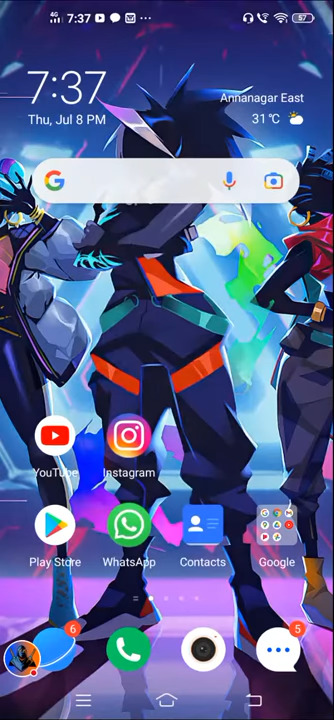 4G 7:37
57
7:37
Thu, Jul 8 PM
Annanagar East
31°C
YouTube
Instagram
Play Store
WhatsApp
Contacts
Google
6
5